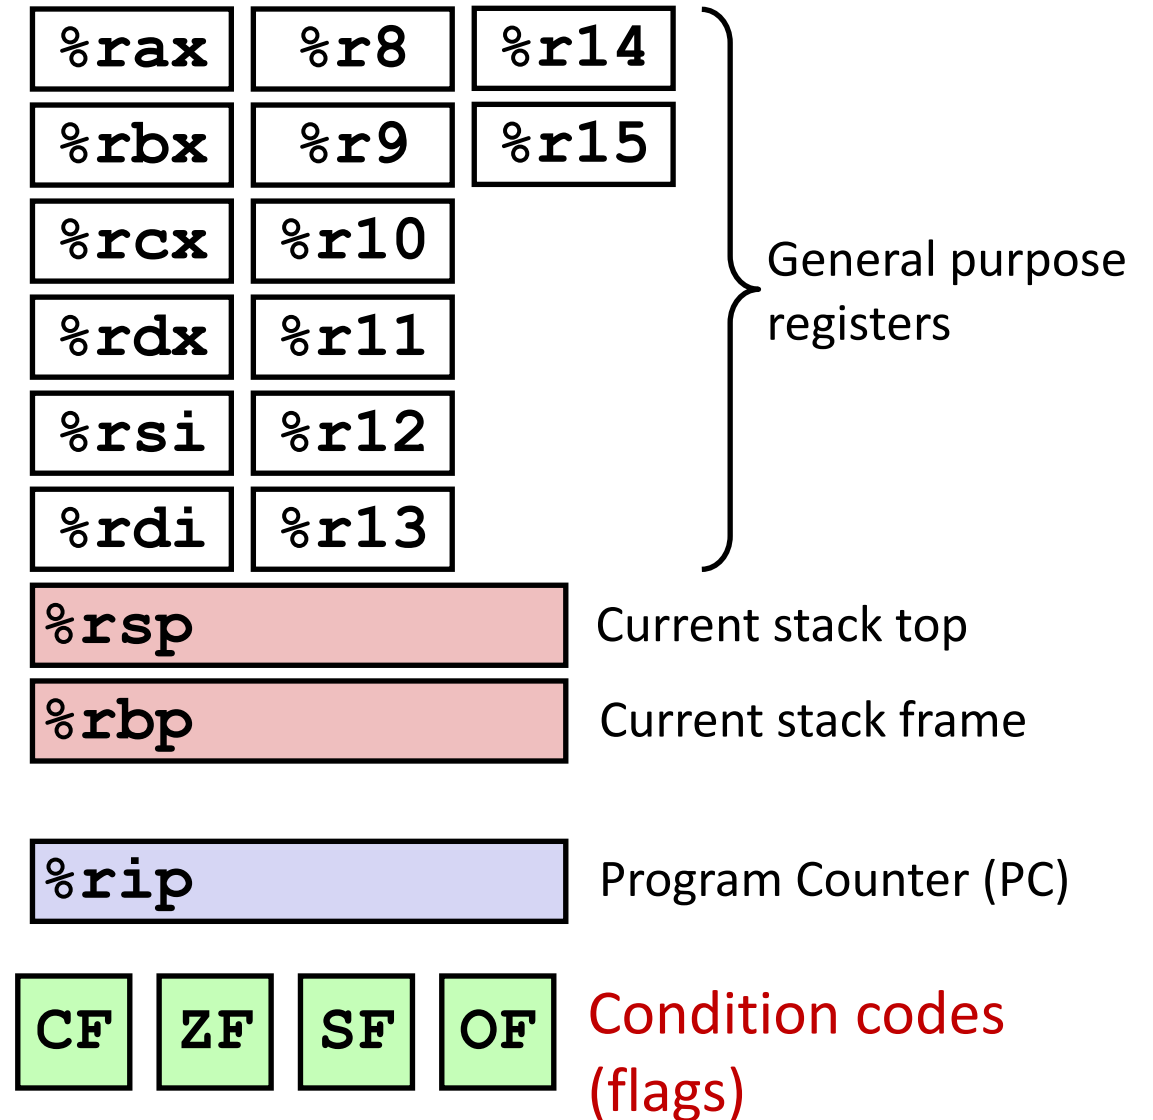 %rax %r8 %r14
%rbx %r9 %r15
%rcx %r10
General purpose
registers
%rdx %r11
%rsi %r12
%rdi %r13
%rsp Current stack top
%rbp Current stack frame
%rip Program Counter (PC)
CF ZF SF OF Condition codes
(flags)